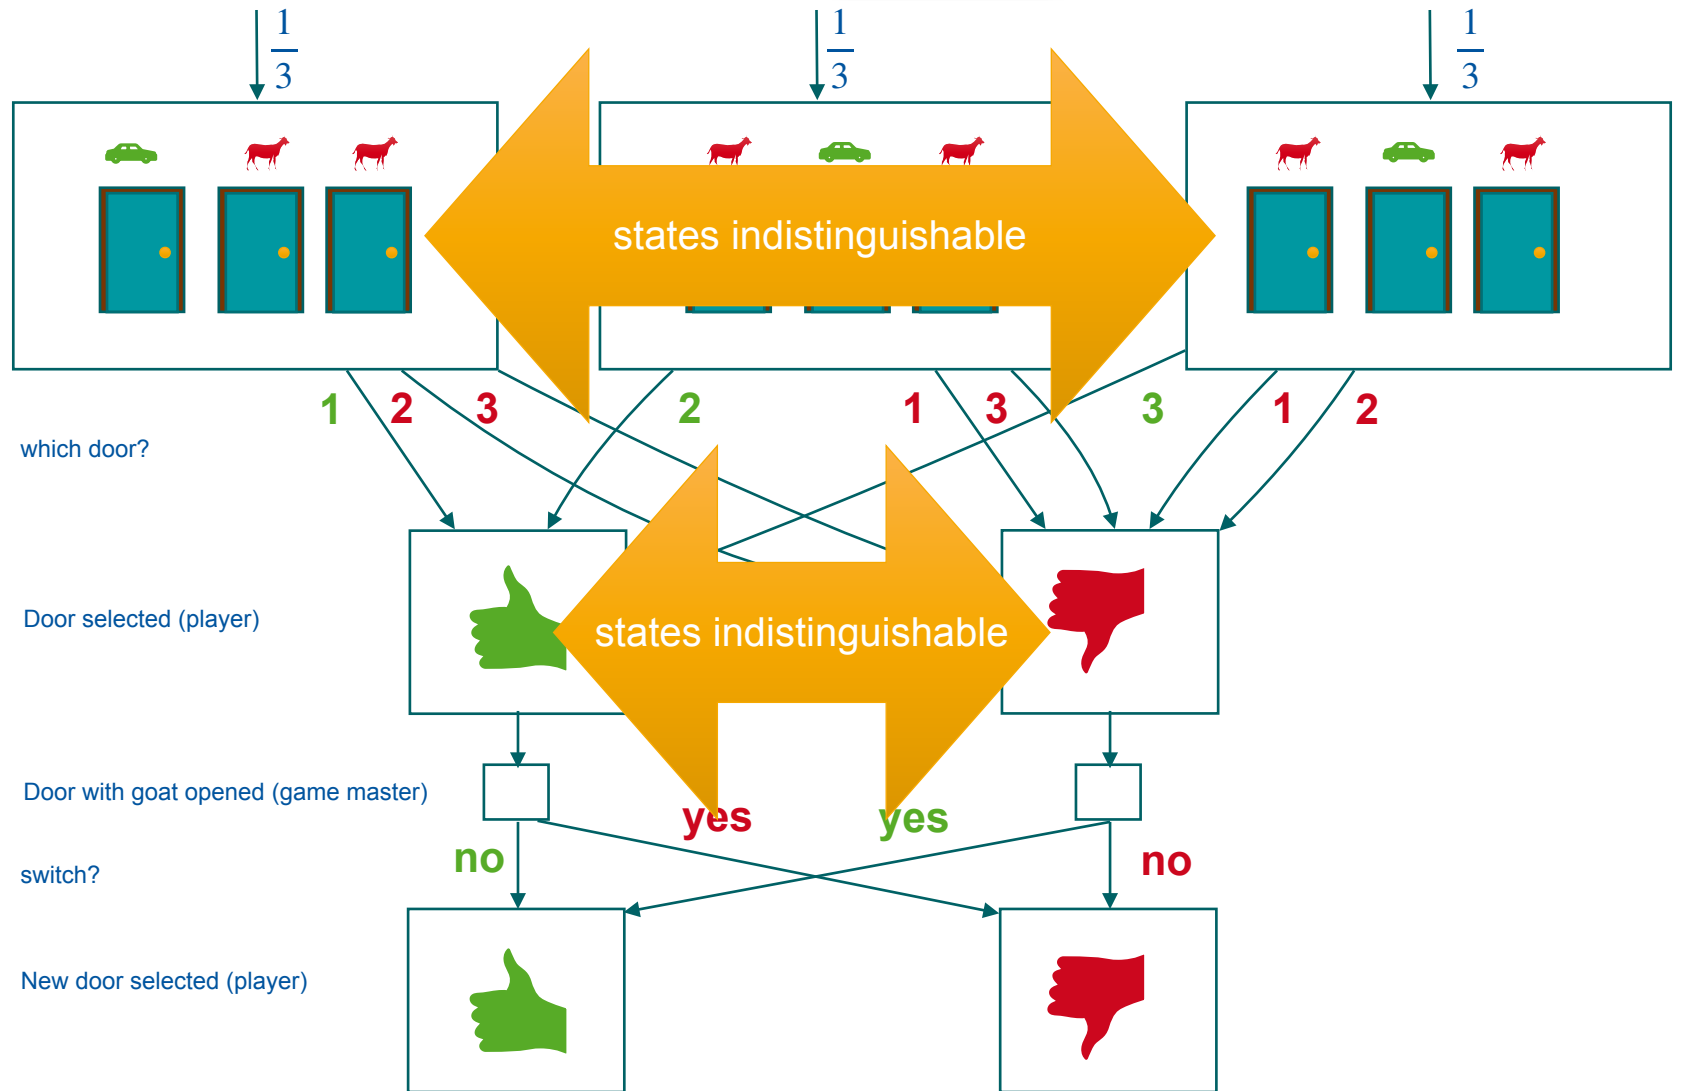 1
3
1
3
1
3
states indistinguishable
1 2 3 2 1 3 3 1 2
which door?
Door selected (player)
states indistinguishable
Door with goat opened (game master)
yes yes
no no
switch?
New door selected (player)